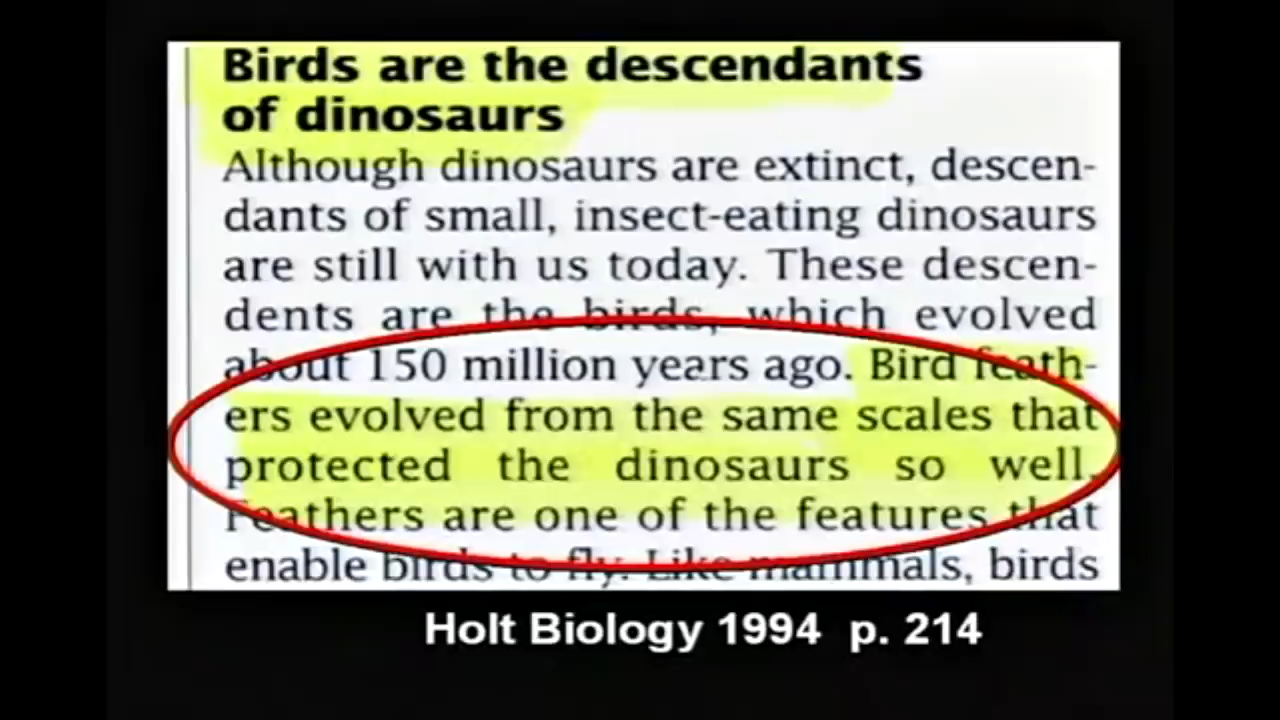 Birds are the descendants
of dinosaurs
Although dinosaurs are extinct, descen-
dants of small, insect-eating dinosaurs
are still with us today. These descen-
dents are the birds, which evolved
about 150 million years ago. Bird feath-
ers evolved from the same scales that
protected the dinosaurs so well.
Feathers are one of the features that
enable birds to fly. Like mammals, birds
Holt Biology 1994 p. 214